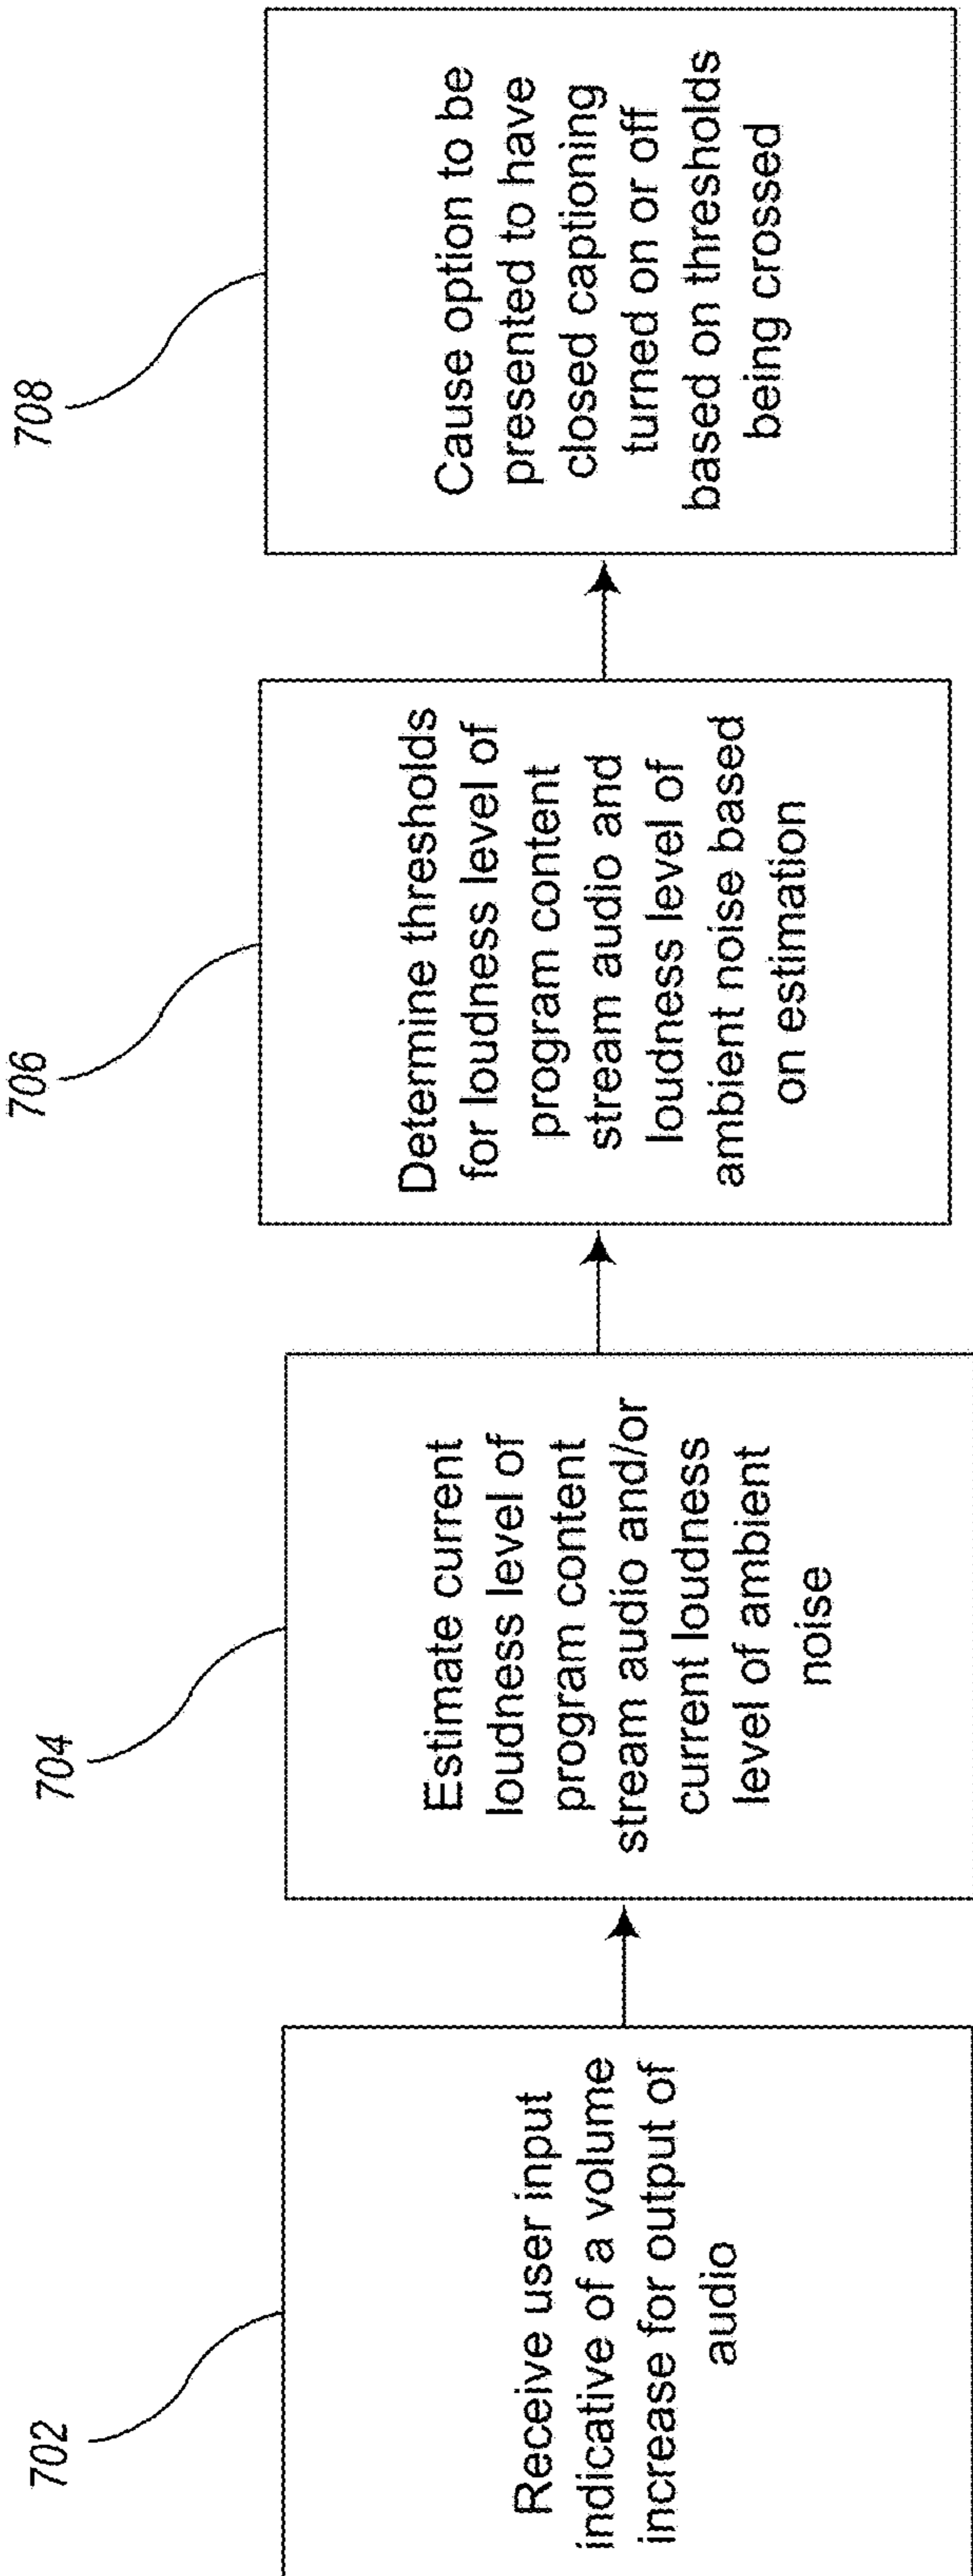 702
Receive user input
indicative of a volume
increase for output of
audio
704
Estimate current
loudness level of
program content
stream audio and/or
current loudness
level of ambient
noise
706
Determine thresholds
for loudness level of
program content
stream audio and
loudness level of
ambient noise based
on estimation
708
Cause option to be
presented to have
closed captioning
turned on or off
based on thresholds
being crossed